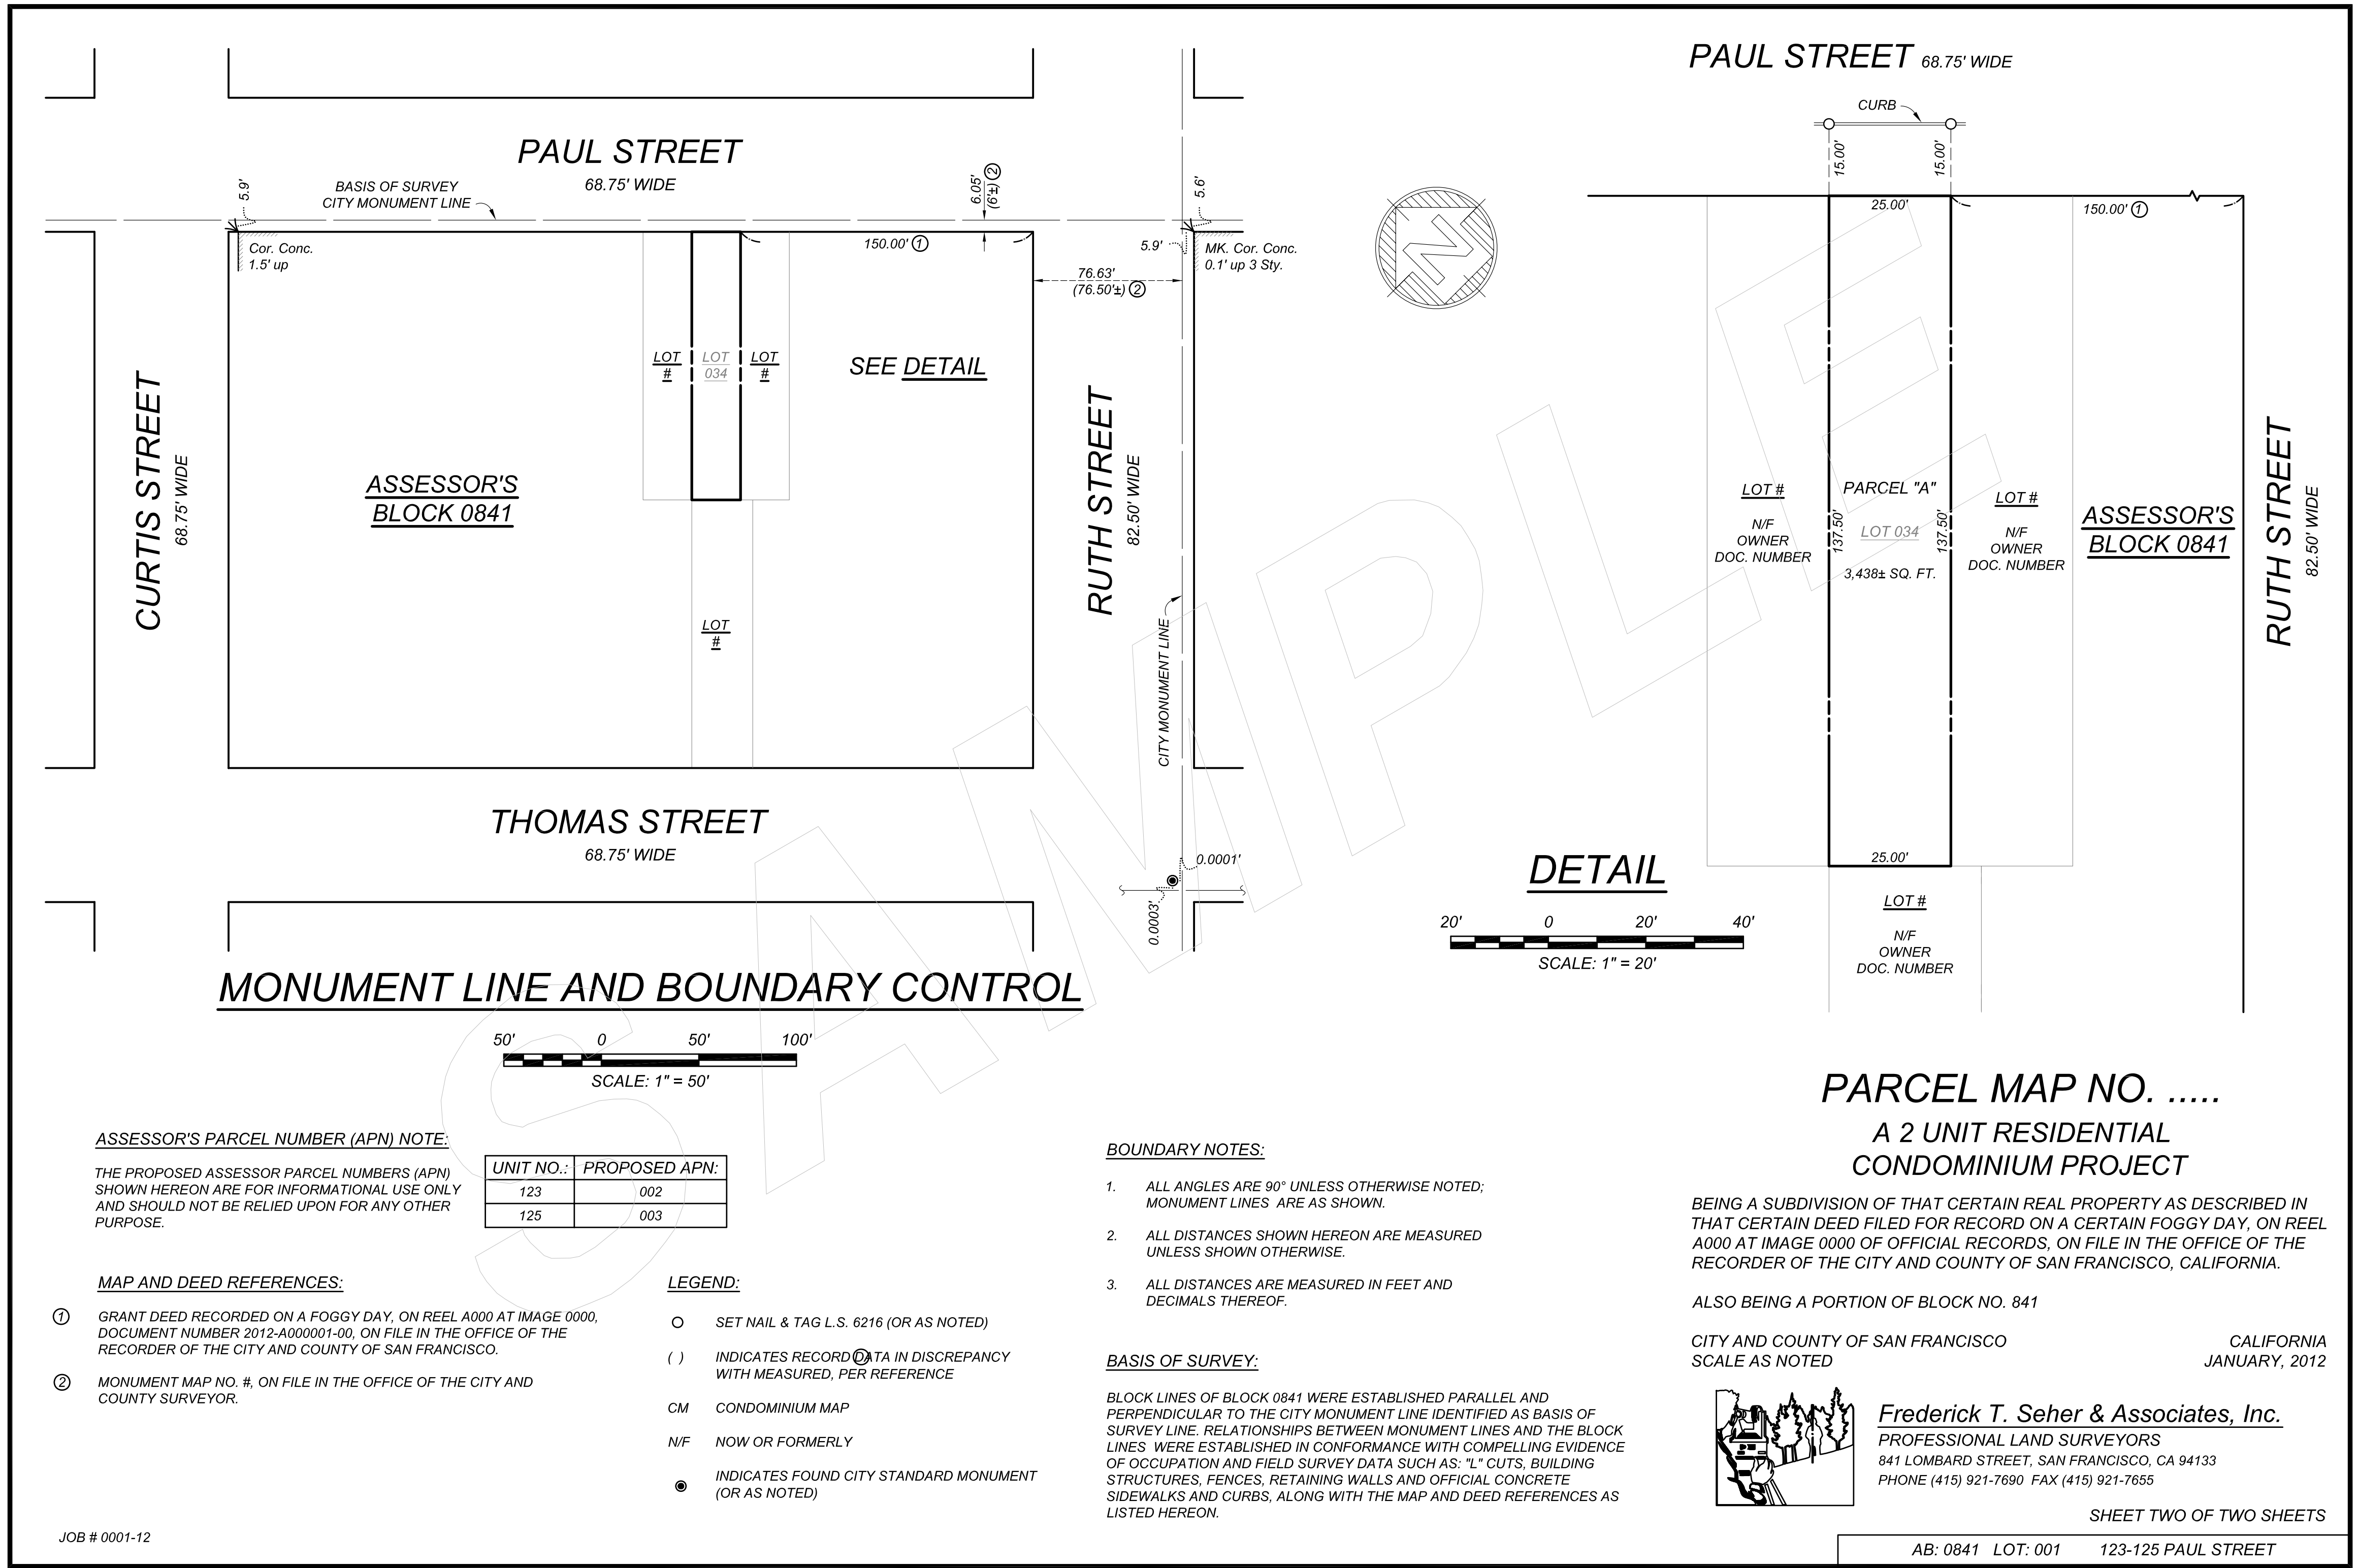 PAUL STREET
68.75' WIDE
BASIS OF SURVEY
CITY MONUMENT LINE
5.9'
6.05'
(6'±) 2
5.6'
5.9'
Cor. Conc.
1.5' up
150.00' 1
MK. Cor. Conc.
0.1' up 3 Sty.
76.63'
(76.50'±) 2
LOT
#
LOT
034
LOT
#
SEE DETAIL
CURTIS STREET
68.75' WIDE
ASSESSOR'S
BLOCK 0841
RUTH STREET
82.50' WIDE
LOT
#
CITY MONUMENT LINE
THOMAS STREET
68.75' WIDE
0.0001'
0.0003'
MONUMENT LINE AND BOUNDARY CONTROL
50' 0 50' 100'
SCALE: 1" = 50'
N
PAUL STREET 68.75' WIDE
CURB
15.00'
15.00'
25.00'
150.00' 1
LOT #
N/F
OWNER
DOC. NUMBER
PARCEL "A"
137.50'
LOT 034
137.50'
3,438± SQ. FT.
LOT #
N/F
OWNER
DOC. NUMBER
ASSESSOR'S
BLOCK 0841
RUTH STREET
82.50' WIDE
25.00'
LOT #
N/F
OWNER
DOC. NUMBER
DETAIL
20' 0 20' 40'
SCALE: 1" = 20'
SAMPLE
ASSESSOR'S PARCEL NUMBER (APN) NOTE:
THE PROPOSED ASSESSOR PARCEL NUMBERS (APN)
SHOWN HEREON ARE FOR INFORMATIONAL USE ONLY
AND SHOULD NOT BE RELIED UPON FOR ANY OTHER
PURPOSE.
UNIT NO.: PROPOSED APN:
123 002
125 003
MAP AND DEED REFERENCES:
1 GRANT DEED RECORDED ON A FOGGY DAY, ON REEL A000 AT IMAGE 0000,
DOCUMENT NUMBER 2012-A000001-00, ON FILE IN THE OFFICE OF THE
RECORDER OF THE CITY AND COUNTY OF SAN FRANCISCO.
2 MONUMENT MAP NO. #, ON FILE IN THE OFFICE OF THE CITY AND
COUNTY SURVEYOR.
LEGEND:
SET NAIL & TAG L.S. 6216 (OR AS NOTED)
( ) INDICATES RECORD DATA IN DISCREPANCY
WITH MEASURED, PER REFERENCE
CM CONDOMINIUM MAP
N/F NOW OR FORMERLY
INDICATES FOUND CITY STANDARD MONUMENT
(OR AS NOTED)
JOB # 0001-12
BOUNDARY NOTES:
1. ALL ANGLES ARE 90° UNLESS OTHERWISE NOTED;
MONUMENT LINES ARE AS SHOWN.
2. ALL DISTANCES SHOWN HEREON ARE MEASURED
UNLESS SHOWN OTHERWISE.
3. ALL DISTANCES ARE MEASURED IN FEET AND
DECIMALS THEREOF.
BASIS OF SURVEY:
BLOCK LINES OF BLOCK 0841 WERE ESTABLISHED PARALLEL AND
PERPENDICULAR TO THE CITY MONUMENT LINE IDENTIFIED AS BASIS OF
SURVEY LINE. RELATIONSHIPS BETWEEN MONUMENT LINES AND THE BLOCK
LINES WERE ESTABLISHED IN CONFORMANCE WITH COMPELLING EVIDENCE
OF OCCUPATION AND FIELD SURVEY DATA SUCH AS: "L" CUTS, BUILDING
STRUCTURES, FENCES, RETAINING WALLS AND OFFICIAL CONCRETE
SIDEWALKS AND CURBS, ALONG WITH THE MAP AND DEED REFERENCES AS
LISTED HEREON.
PARCEL MAP NO. .....
A 2 UNIT RESIDENTIAL
CONDOMINIUM PROJECT
BEING A SUBDIVISION OF THAT CERTAIN REAL PROPERTY AS DESCRIBED IN
THAT CERTAIN DEED FILED FOR RECORD ON A CERTAIN FOGGY DAY, ON REEL
A000 AT IMAGE 0000 OF OFFICIAL RECORDS, ON FILE IN THE OFFICE OF THE
RECORDER OF THE CITY AND COUNTY OF SAN FRANCISCO, CALIFORNIA.
ALSO BEING A PORTION OF BLOCK NO. 841
CITY AND COUNTY OF SAN FRANCISCO CALIFORNIA
SCALE AS NOTED JANUARY, 2012
Frederick T. Seher & Associates, Inc.
PROFESSIONAL LAND SURVEYORS
841 LOMBARD STREET, SAN FRANCISCO, CA 94133
PHONE (415) 921-7690 FAX (415) 921-7655
SHEET TWO OF TWO SHEETS
AB: 0841 LOT: 001 123-125 PAUL STREET